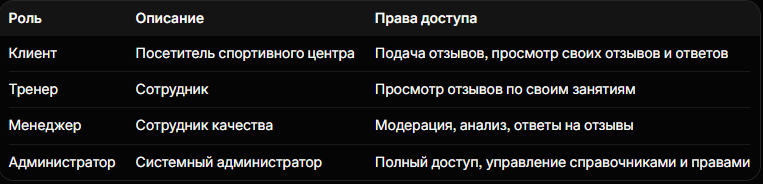 Роль Описание Права доступа
Клиент Посетитель спортивного центра Подача отзывов, просмотр своих отзывов и ответов
Тренер Сотрудник Просмотр отзывов по своим занятиям
Менеджер Сотрудник качества Модерация, анализ, ответы на отзывы
Администратор Системный администратор Полный доступ, управление справочниками и правами